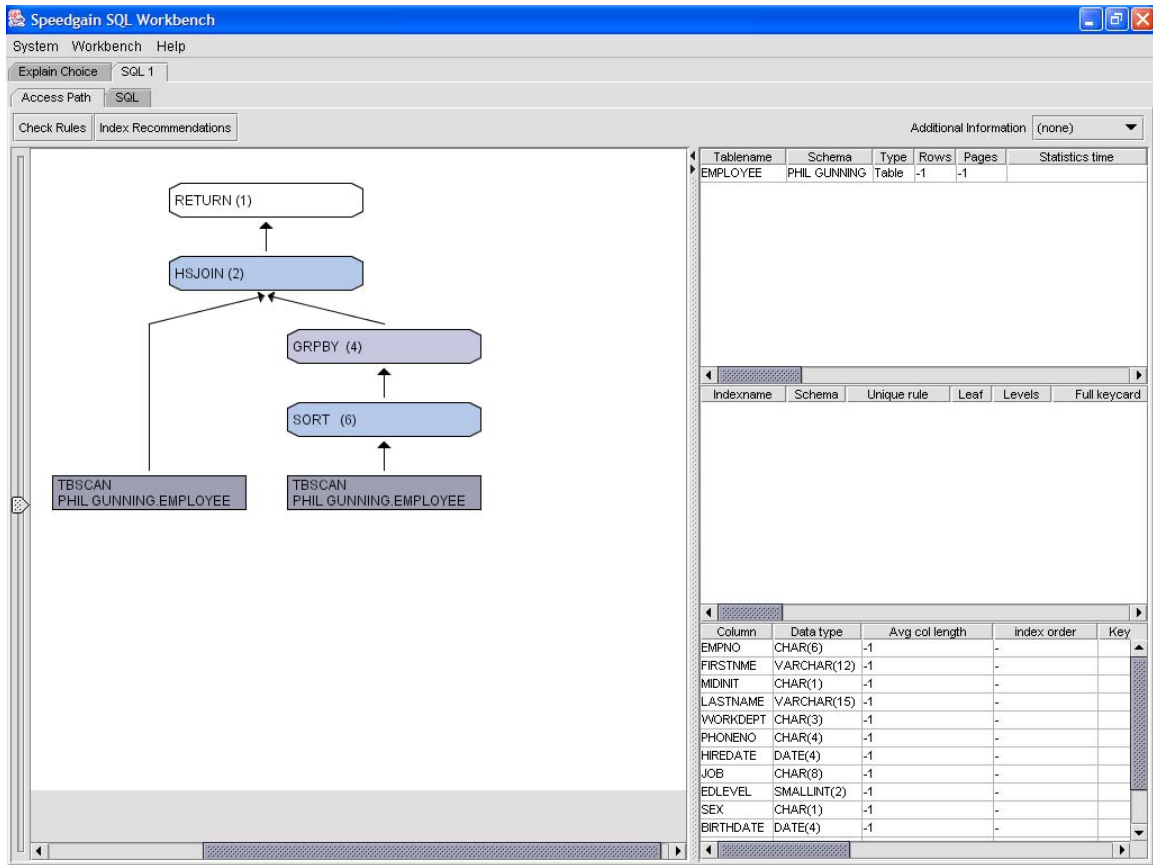 Speedgain SQL Workbench
System Workbench Help
Explain Choice SQL 1
Access Path SQL
Check Rules Index Recommendations Additional Information (none)
RETURN (1)
HSJOIN (2)
GRPBY (4)
SORT (6)
TBSCAN
PHIL GUNNING.EMPLOYEE
TBSCAN
PHIL GUNNING.EMPLOYEE
Tablename Schema Type Rows Pages Statistics time
EMPLOYEE PHIL GUNNING Table -1 -1
Indexname Schema Unique rule Leaf Levels Full keycard
Column Data type Avg col length index order Key
EMPNO CHAR(6) -1 -
FIRSTNME VARCHAR(12) -1 -
MIDINIT CHAR(1) -1 -
LASTNAME VARCHAR(15) -1 -
WORKDEPT CHAR(3) -1 -
PHONENO CHAR(4) -1 -
HIREDATE DATE(4) -1 -
JOB CHAR(8) -1 -
EDLEVEL SMALLINT(2) -1 -
SEX CHAR(1) -1 -
BIRTHDATE DATE(4) -1 -